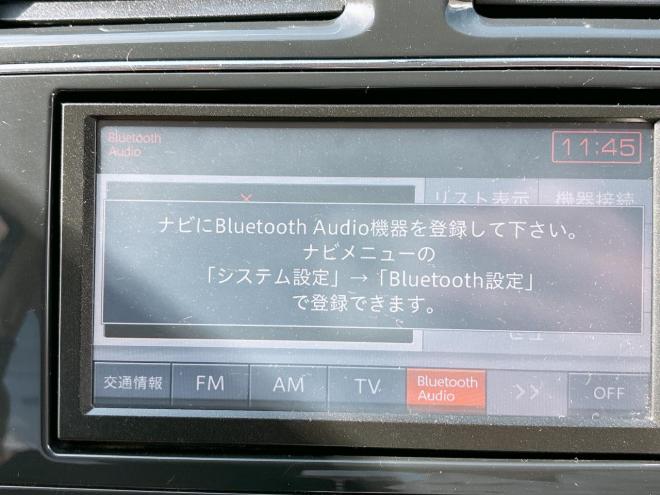 Bluetooth
Audio
11:45
リスト表示 機器接続
ナビにBluetooth Audio機器を登録して下さい。
ナビメニューの
「システム設定」→「Bluetooth設定」
で登録できます。
交通情報 FM AM TV Bluetooth Audio >> OFF